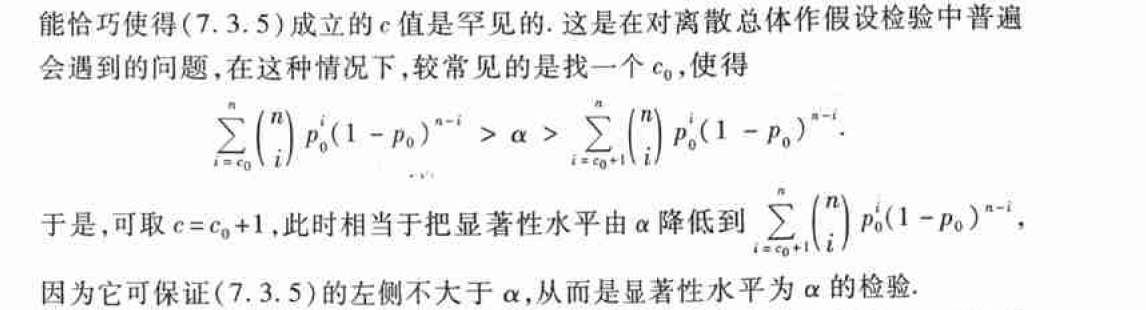 能恰巧使得(7.3.5)成立的 c 值是罕见的. 这是在对离散总体作假设检验中普遍
会遇到的问题,在这种情况下,较常见的是找一个 c₀,使得
$$\sum_{i=c_0}^{n}\binom{n}{i}p_0^i(1-p_0)^{n-i}>\alpha>\sum_{i=c_0+1}^{n}\binom{n}{i}p_0^i(1-p_0)^{n-i}.$$
于是,可取 c=c₀+1,此时相当于把显著性水平由 α 降低到 $\sum_{i=c_0+1}^{n}\binom{n}{i}p_0^i(1-p_0)^{n-i}$,
因为它可保证(7.3.5)的左侧不大于 α,从而是显著性水平为 α 的检验.